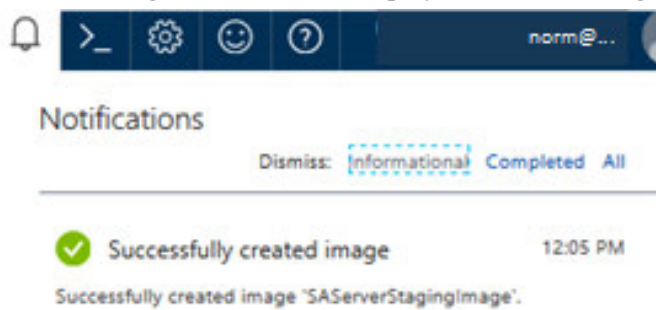 >_ ? norm@...
Notifications
Dismiss: Informational Completed All
Successfully created image 12:05 PM
Successfully created image 'SAServerStagingImage'.